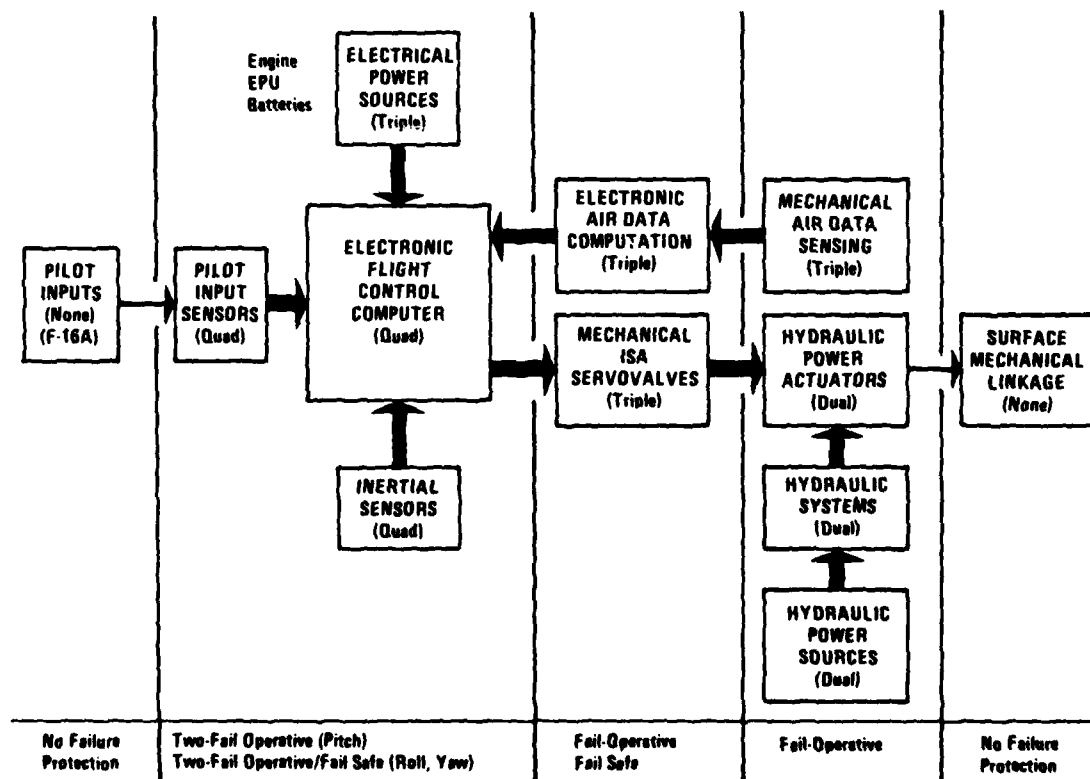 Engine
EPU
Batteries
ELECTRICAL
POWER
SOURCES
(Triple)
PILOT
INPUTS
(None)
(F-16A)
PILOT
INPUT
SENSORS
(Quad)
ELECTRONIC
FLIGHT
CONTROL
COMPUTER
(Quad)
INERTIAL
SENSORS
(Quad)
ELECTRONIC
AIR DATA
COMPUTATION
(Triple)
MECHANICAL
AIR DATA
SENSING
(Triple)
MECHANICAL
ISA
SERVOVALVES
(Triple)
HYDRAULIC
POWER
ACTUATORS
(Dual)
SURFACE
MECHANICAL
LINKAGE
(None)
HYDRAULIC
SYSTEMS
(Dual)
HYDRAULIC
POWER
SOURCES
(Dual)
No Failure
Protection
Two-Fail Operative (Pitch)
Two-Fail Operative/Fail Safe (Roll, Yaw)
Fail-Operative
Fail Safe
Fail-Operative
No Failure
Protection